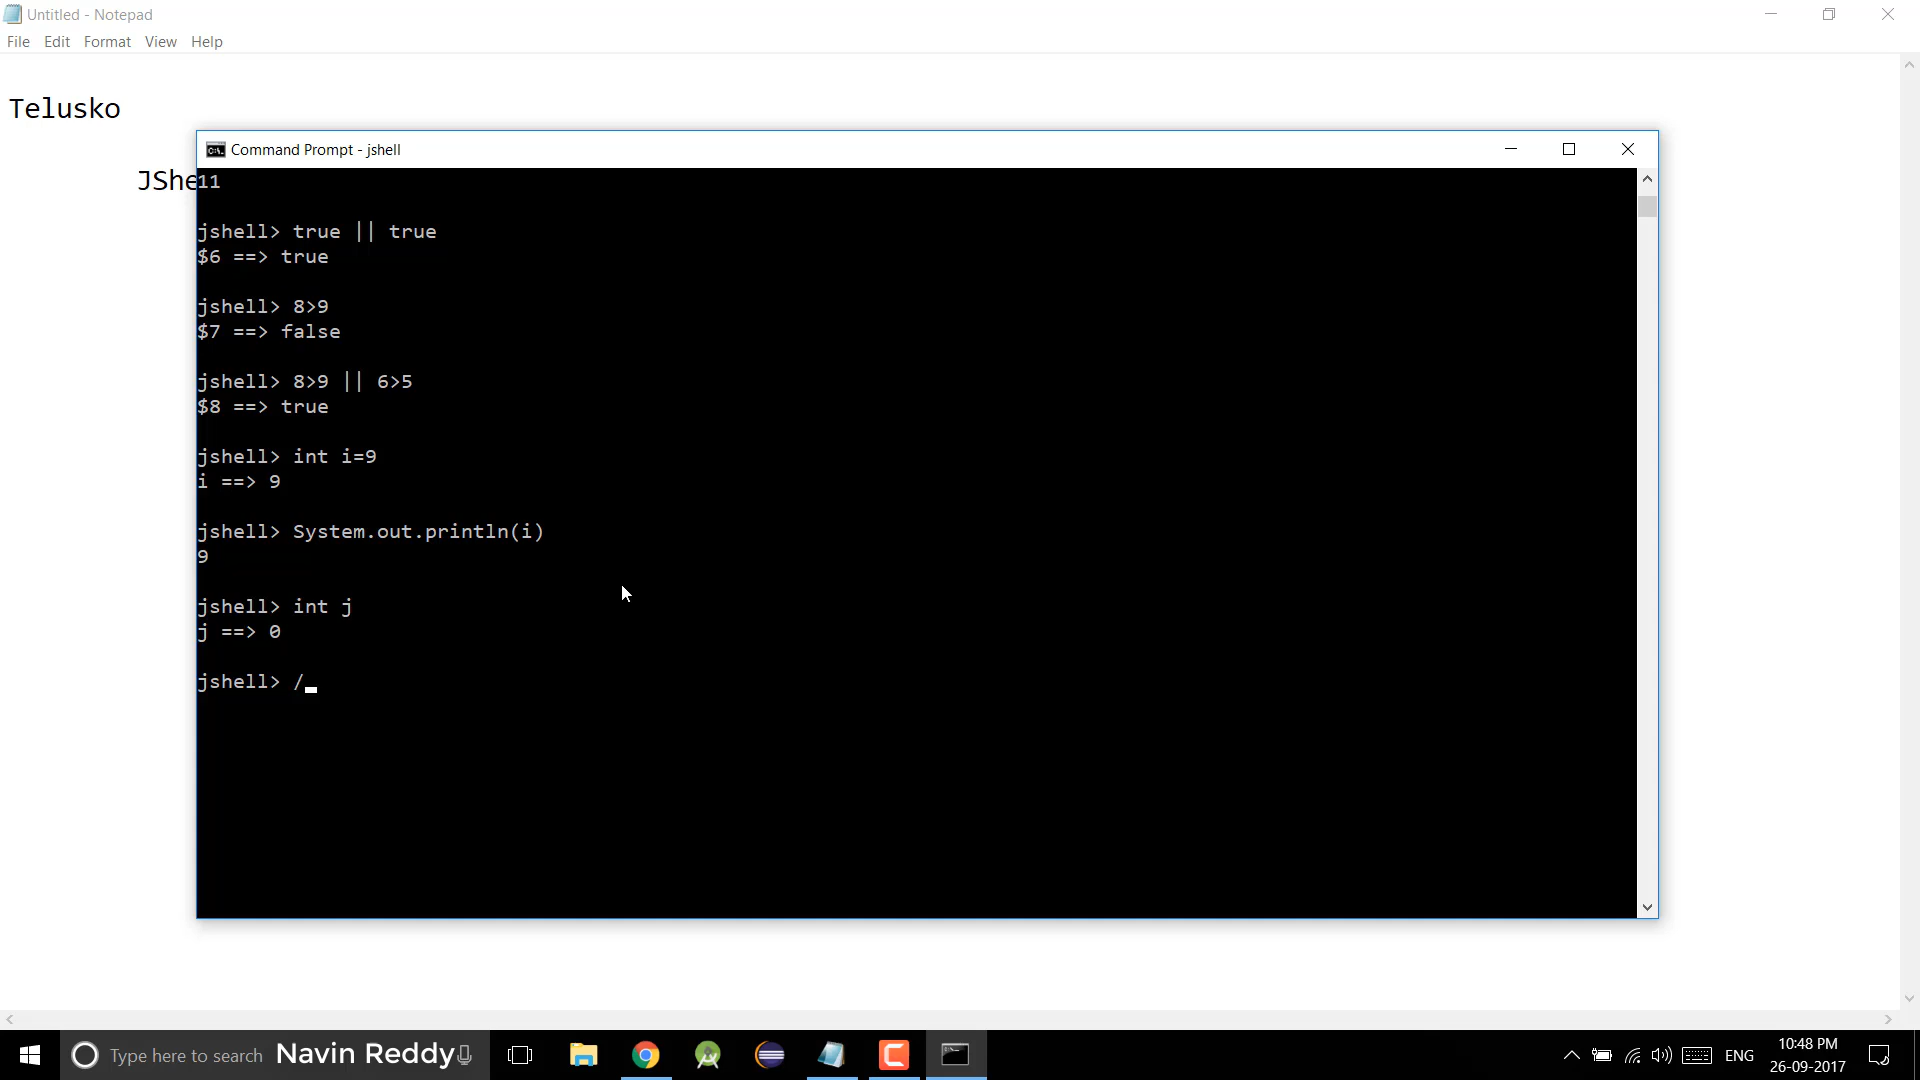 Untitled - Notepad
File Edit Format View Help
Telusko
JShe
Command Prompt - jshell
11
jshell> true || true
$6 ==> true
jshell> 8>9
$7 ==> false
jshell> 8>9 || 6>5
$8 ==> true
jshell> int i=9
i ==> 9
jshell> System.out.println(i)
9
jshell> int j
j ==> 0
jshell> /
Type here to search Navin Reddy
ENG
10:48 PM
26-09-2017